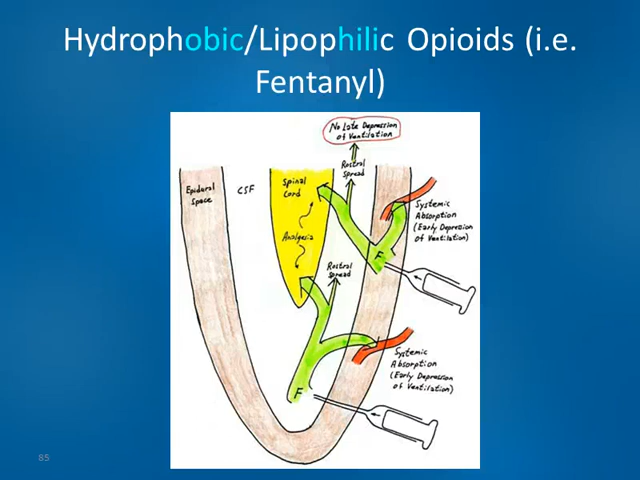 Hydrophobic/Lipophilic Opioids (i.e.
Fentanyl)
No Late Depression
of Ventilation
Rostral
Spread
Epidural
Space
CSF
Spinal
Cord
Systemic
Absorption
(Early Depression
of Ventilation)
Analgesia
F
Rostral
Spread
Systemic
Absorption
(Early Depression
of Ventilation)
F
85